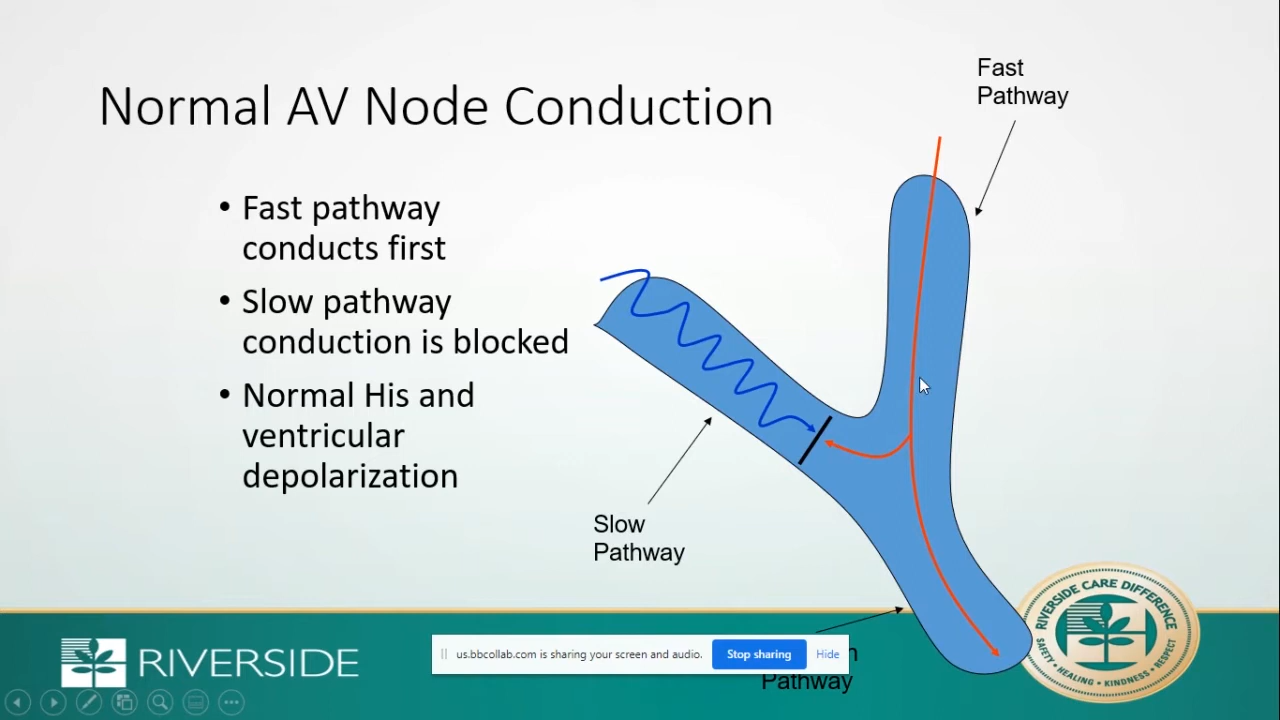 Fast
Pathway
Normal AV Node Conduction
• Fast pathway
conducts first
• Slow pathway
conduction is blocked
• Normal His and
ventricular
depolarization
Slow
Pathway
Pathway
RIVERSIDE
us.bbcollab.com is sharing your screen and audio.
Stop sharing
Hide
RIVERSIDE CARE DIFFERENCE
SAFETY • HEALING • KINDNESS • RESPECT